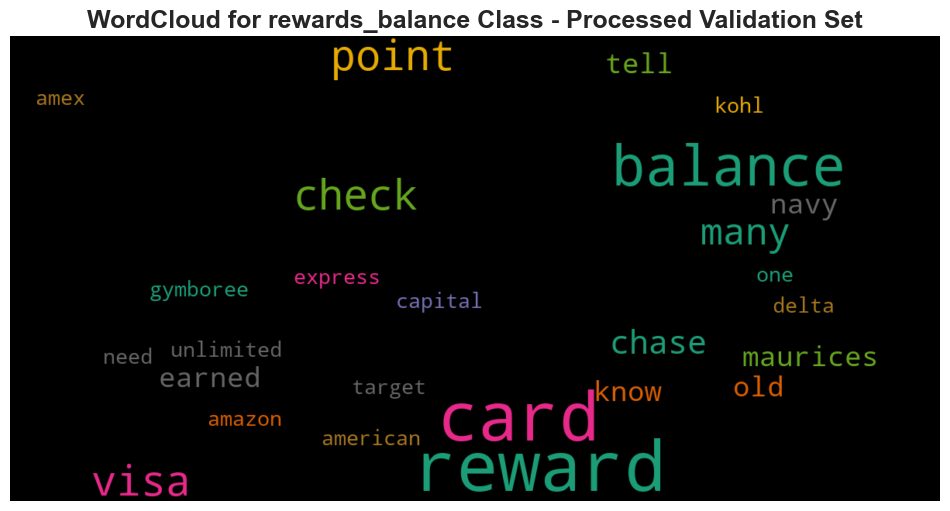 WordCloud for rewards_balance Class - Processed Validation Set
point
tell
amex
kohl
balance
check
navy
many
express
one
gymboree
capital
delta
chase
unlimited
need
maurices
earned
target
know
old
card
amazon
american
reward
visa